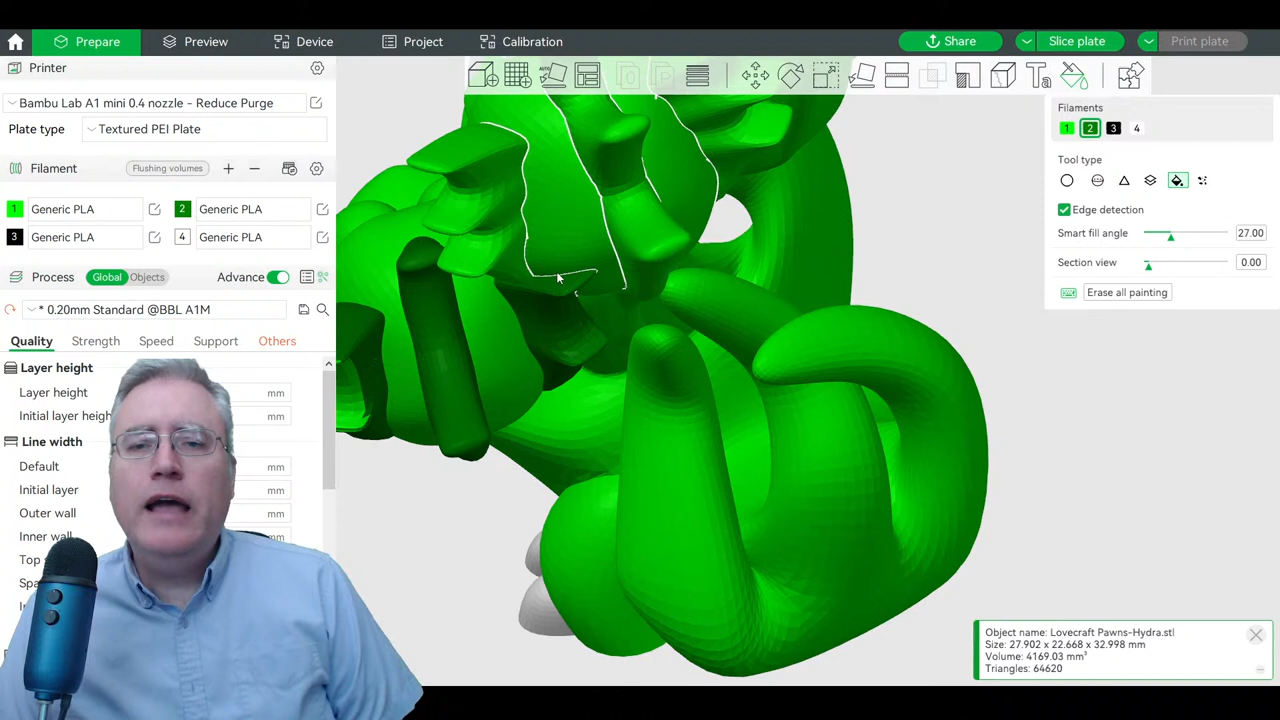 Prepare Preview Device Project Calibration Share Slice plate Print plate
Printer
Bambu Lab A1 mini 0.4 nozzle - Reduce Purge
Plate type Textured PEI Plate
Filament Flushing volumes
1 Generic PLA 2 Generic PLA
3 Generic PLA 4 Generic PLA
Process Global Objects Advance
* 0.20mm Standard @BBL A1M
Quality Strength Speed Support Others
Layer height
Layer height mm
Initial layer mm
Line width
Default mm
Initial layer mm
Outer wall mm
Inner wall mm
Top
Filaments
1 2 3 4
Tool type
Edge detection
Smart fill angle 27.00
Section view 0.00
Erase all painting
Object name: Lovecraft Pawns-Hydra.stl
Size: 27.902 x 22.668 x 32.998 mm
Volume: 4169.03 mm³
Triangles: 64620